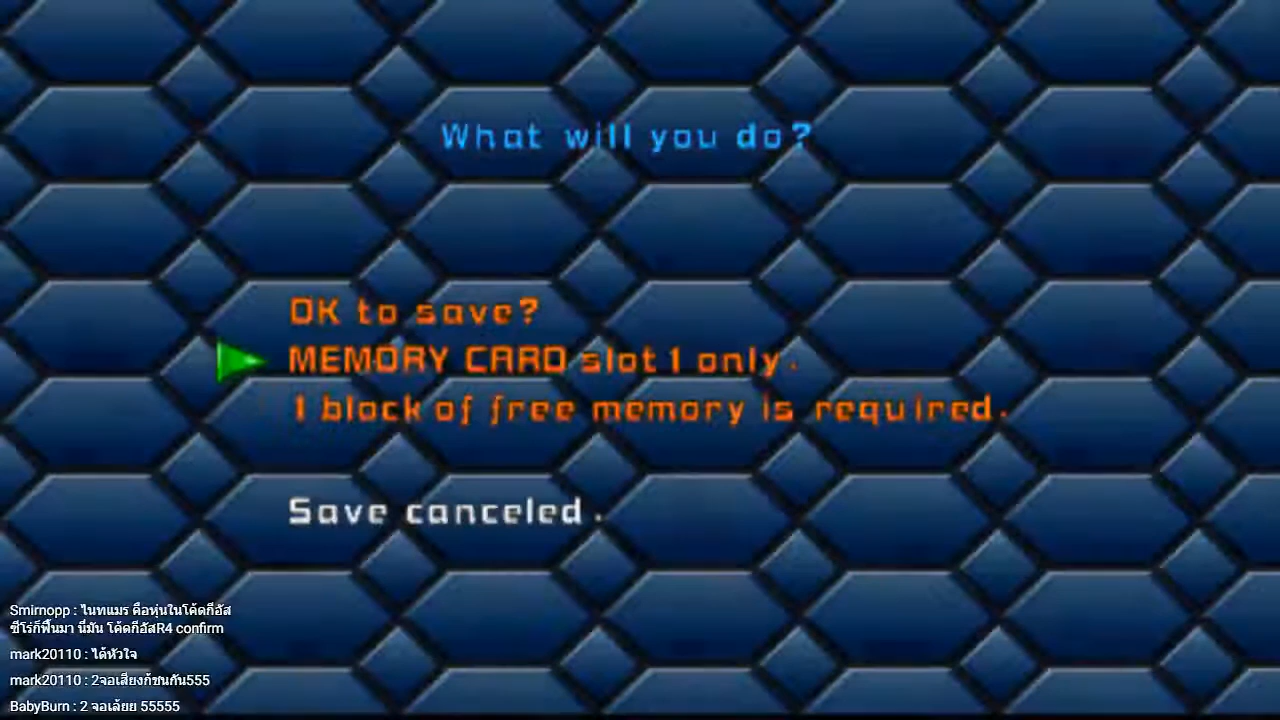 What will you do?
OK to save?
MEMORY CARD slot 1 only.
1 block of free memory is required.
Save canceled.
Smirnopp : ไนทแมร คือหุ่นในโค้ดกีอัส
ซีโร่ก็ฟื้นมา นี่มัน โค้ดกีอัสR4 confirm
mark20110 : ได้หัวใจ
mark20110 : 2จอเสียงก้ชนกัน555
BabyBurn : 2 จอเล้ยย 55555